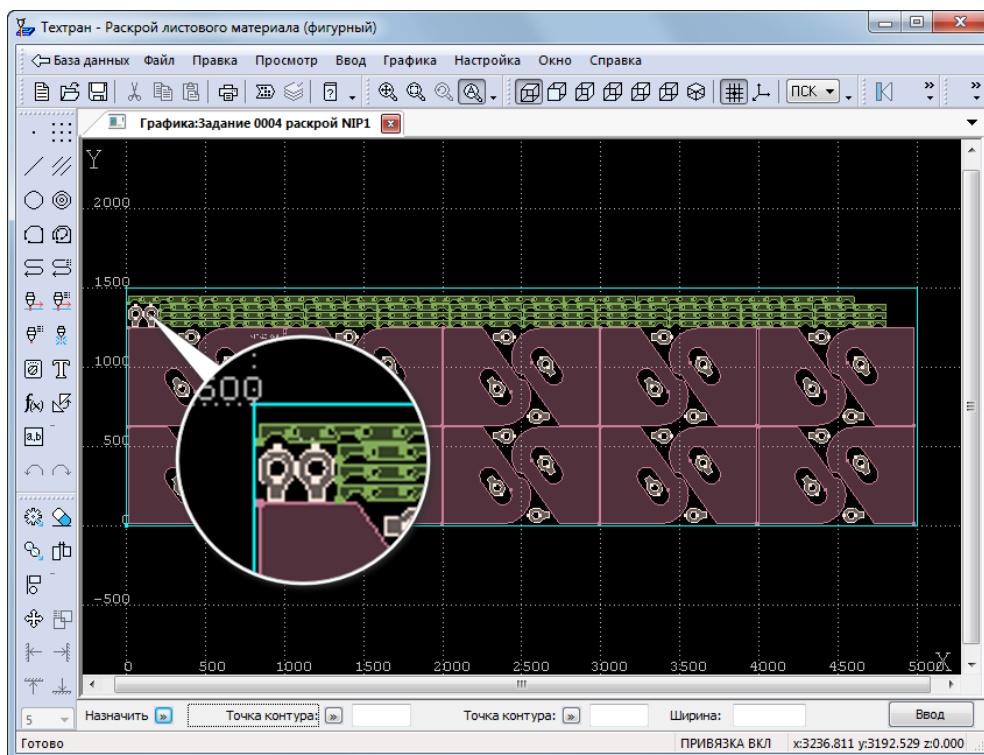 Техтран - Раскрой листового материала (фигурный)
База данных Файл Правка Просмотр Ввод Графика Настройка Окно Справка
ПСК
Графика:Задание 0004 раскрой NIP1
Y
2000
1500
1000
500
0
-500
0 500 1000 1500 2000 2500 3000 3500 4000 4500 5000 X
f(x)
a,b
T
5 Назначить Точка контура: Точка контура: Ширина: Ввод
Готово ПРИВЯЗКА ВКЛ x:3236.811 y:3192.529 z:0.000